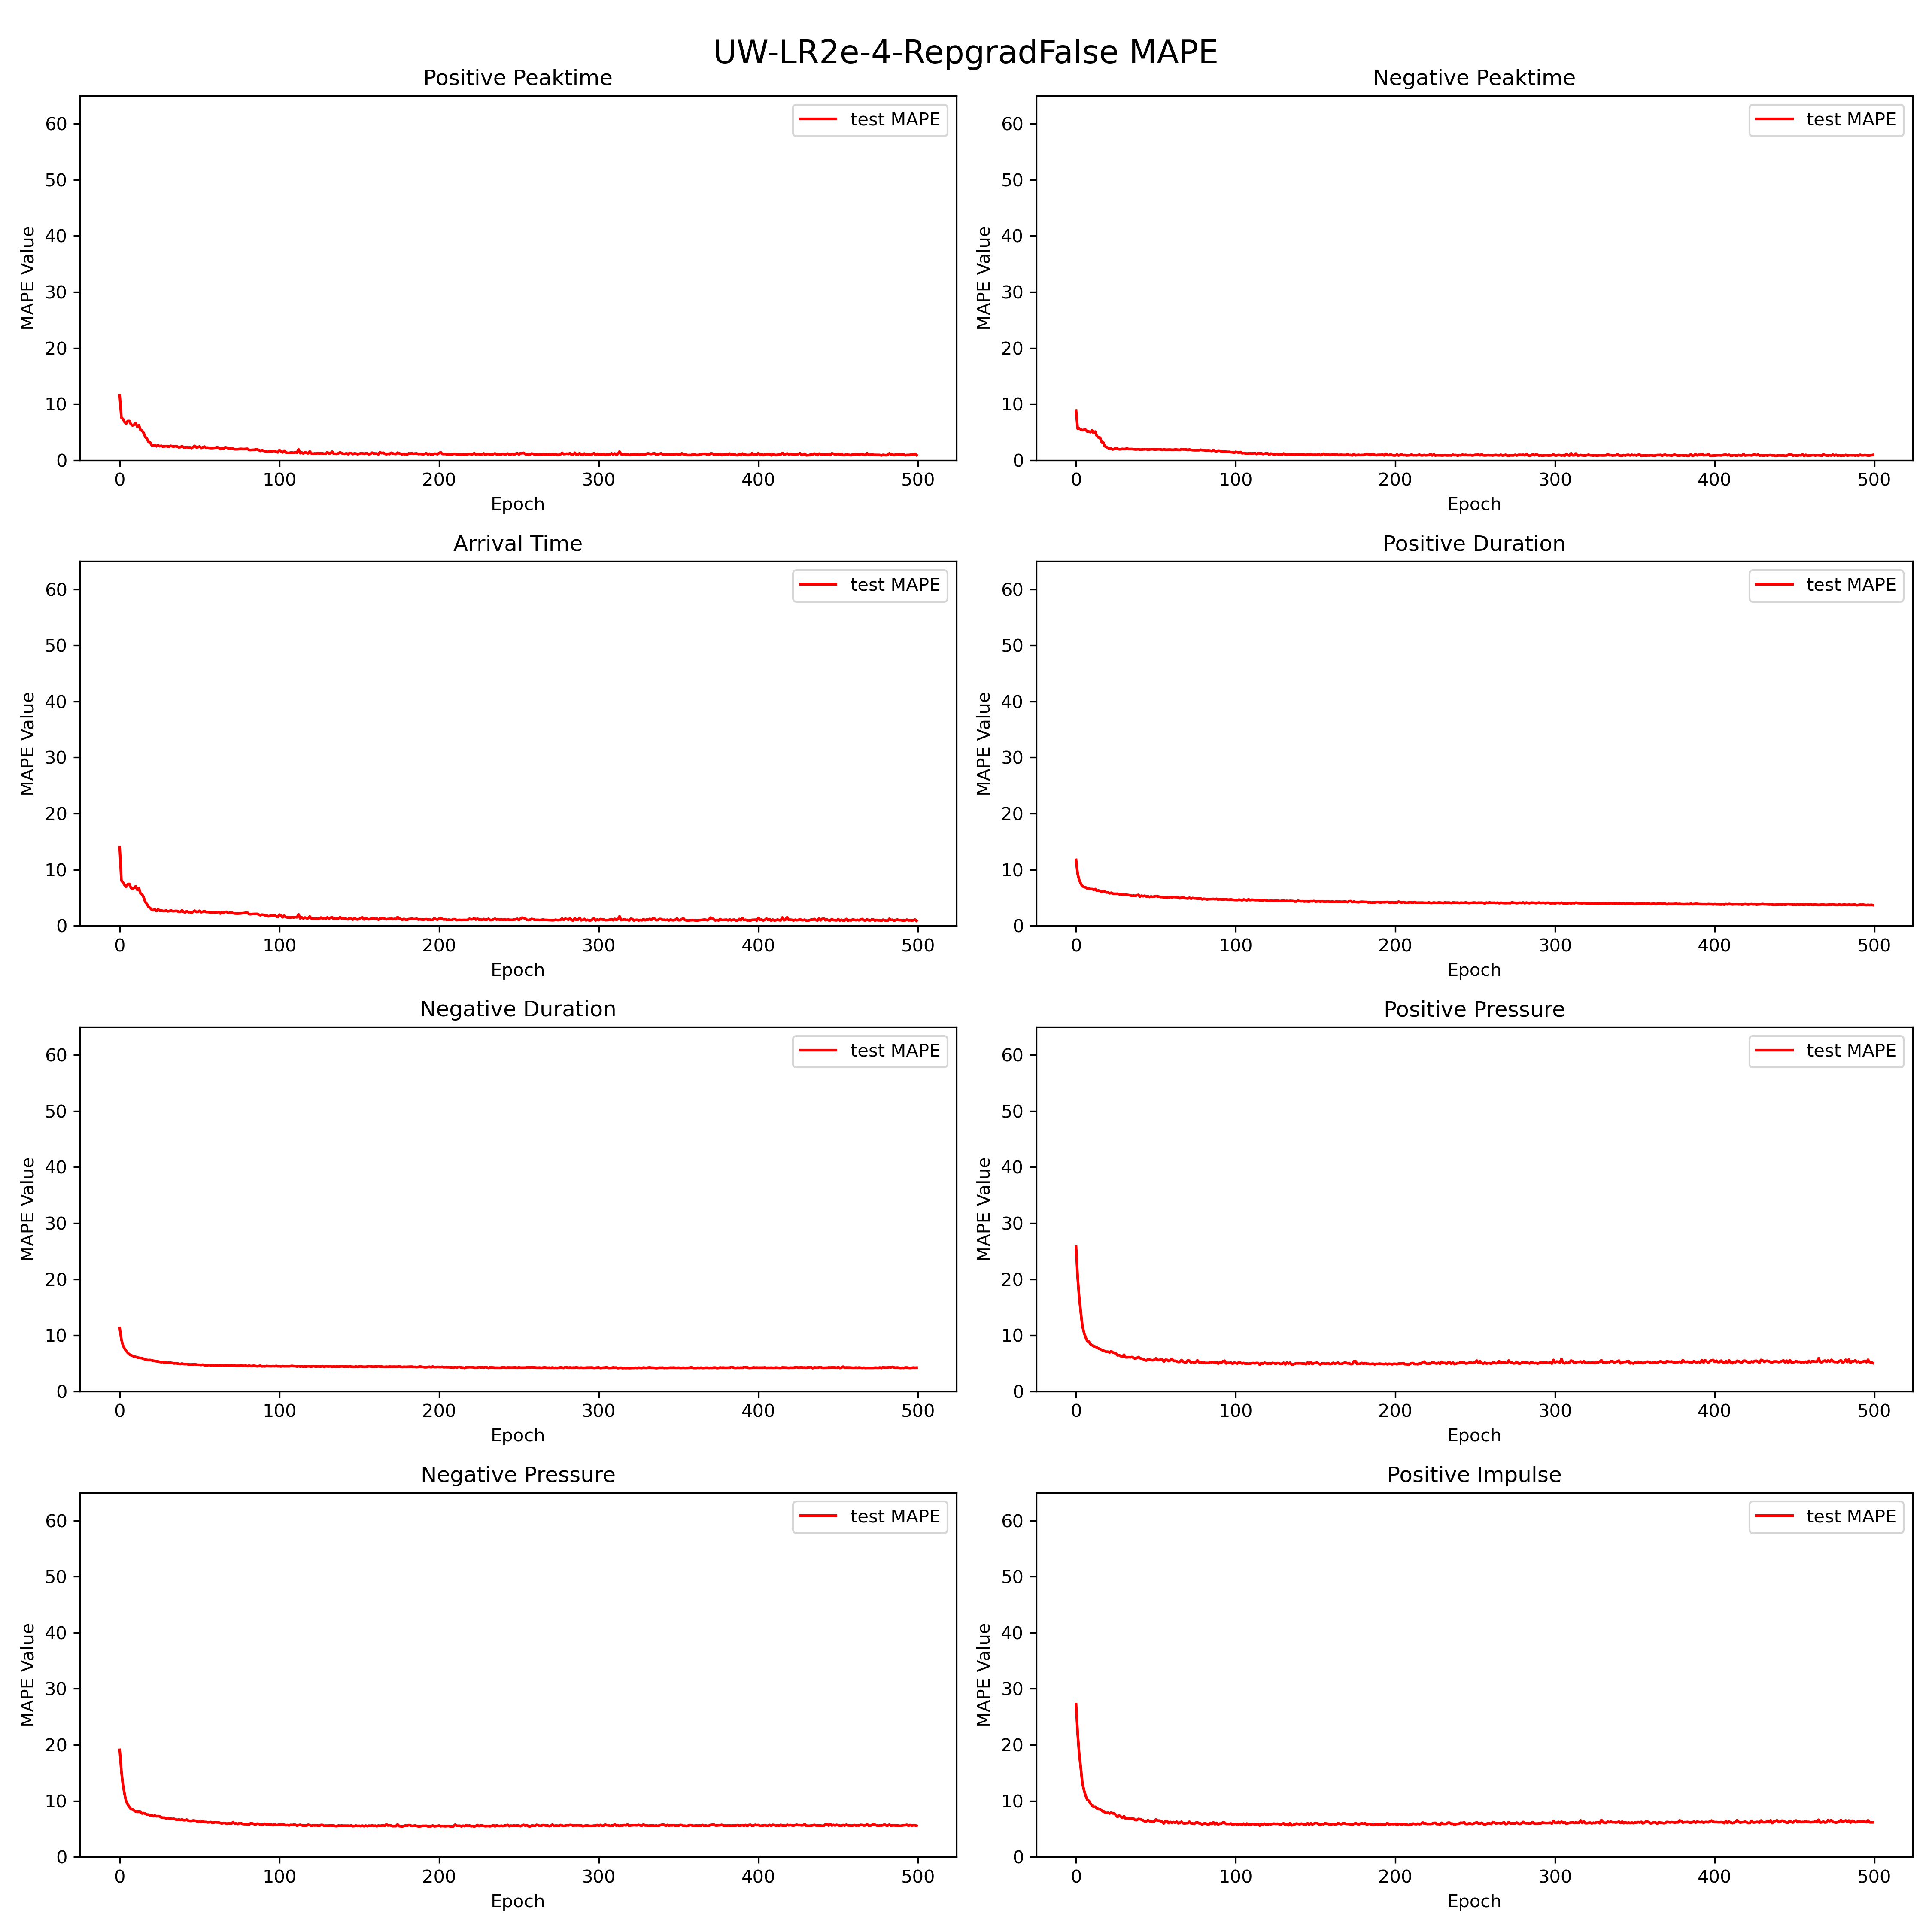 UW-LR2e-4-RepgradFalse MAPE
Positive Peaktime
test MAPE
MAPE Value
60
50
40
30
20
10
0
0 100 200 300 400 500
Epoch
Negative Peaktime
test MAPE
MAPE Value
60
50
40
30
20
10
0
0 100 200 300 400 500
Epoch
Arrival Time
test MAPE
MAPE Value
60
50
40
30
20
10
0
0 100 200 300 400 500
Epoch
Positive Duration
test MAPE
MAPE Value
60
50
40
30
20
10
0
0 100 200 300 400 500
Epoch
Negative Duration
test MAPE
MAPE Value
60
50
40
30
20
10
0
0 100 200 300 400 500
Epoch
Positive Pressure
test MAPE
MAPE Value
60
50
40
30
20
10
0
0 100 200 300 400 500
Epoch
Negative Pressure
test MAPE
MAPE Value
60
50
40
30
20
10
0
0 100 200 300 400 500
Epoch
Positive Impulse
test MAPE
MAPE Value
60
50
40
30
20
10
0
0 100 200 300 400 500
Epoch